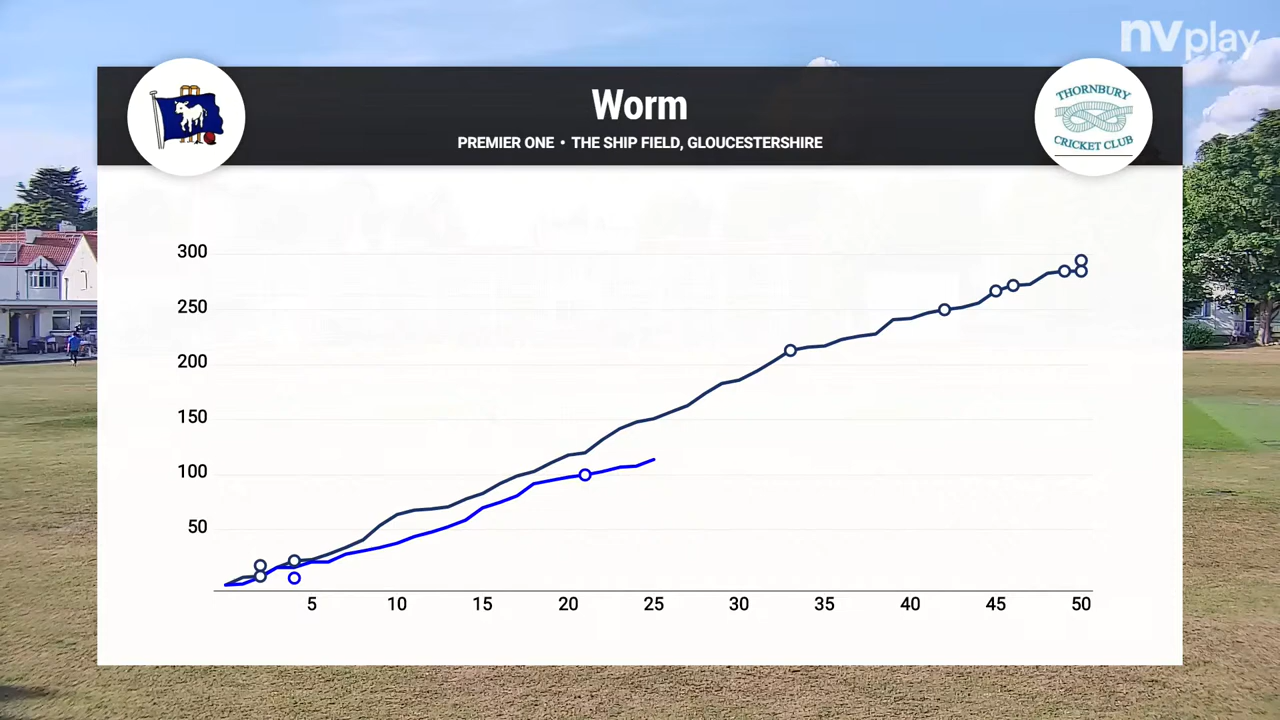 nvplay
Worm
PREMIER ONE • THE SHIP FIELD, GLOUCESTERSHIRE
THORNBURY
CRICKET CLUB
300
250
200
150
100
50
5 10 15 20 25 30 35 40 45 50